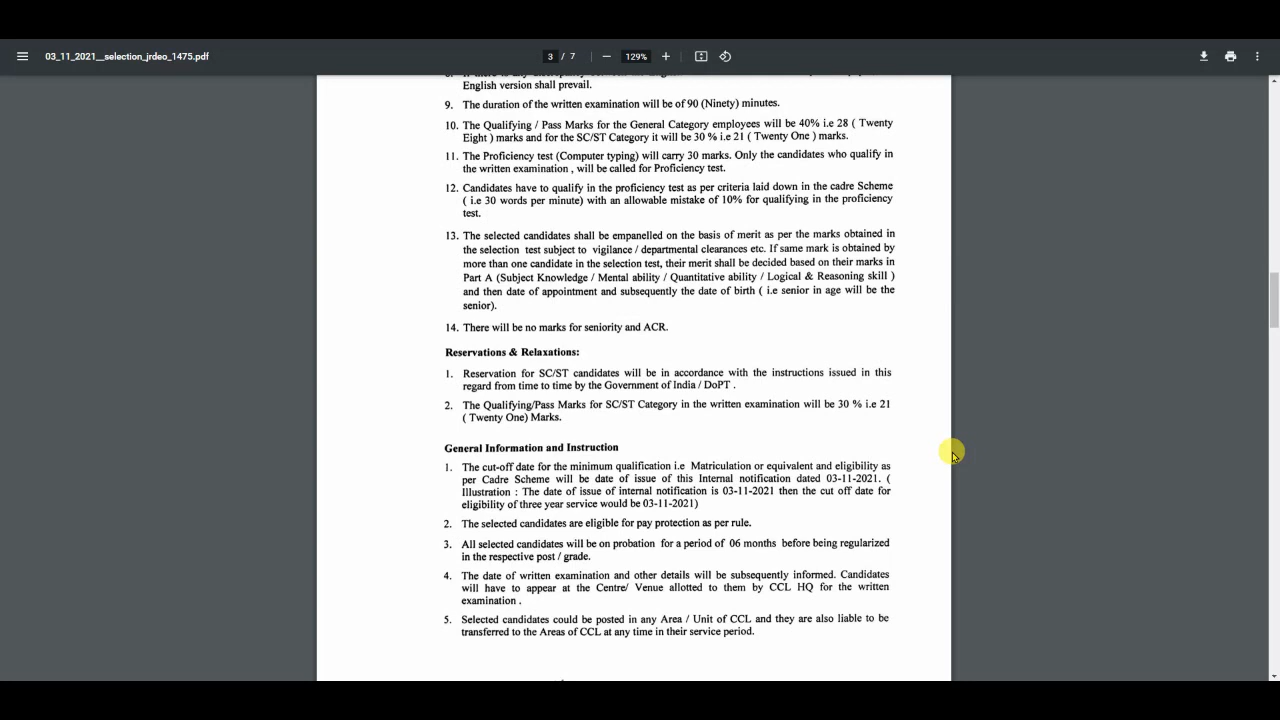 03_11_2021__selection_jrdeo_1475.pdf
3 / 7
129%
English version shall prevail.
9. The duration of the written examination will be of 90 (Ninety) minutes.
10. The Qualifying / Pass Marks for the General Category employees will be 40% i.e 28 ( Twenty
Eight ) marks and for the SC/ST Category it will be 30 % i.e 21 ( Twenty One ) marks.
11. The Proficiency test (Computer typing) will carry 30 marks. Only the candidates who qualify in
the written examination , will be called for Proficiency test.
12. Candidates have to qualify in the proficiency test as per criteria laid down in the cadre Scheme
( i.e 30 words per minute) with an allowable mistake of 10% for qualifying in the proficiency
test.
13. The selected candidates shall be empanelled on the basis of merit as per the marks obtained in
the selection test subject to vigilance / departmental clearances etc. If same mark is obtained by
more than one candidate in the selection test, their merit shall be decided based on their marks in
Part A (Subject Knowledge / Mental ability / Quantitative ability / Logical & Reasoning skill )
and then date of appointment and subsequently the date of birth ( i.e senior in age will be the
senior).
14. There will be no marks for seniority and ACR.
Reservations & Relaxations:
1. Reservation for SC/ST candidates will be in accordance with the instructions issued in this
regard from time to time by the Government of India / DoPT .
2. The Qualifying/Pass Marks for SC/ST Category in the written examination will be 30 % i.e 21
( Twenty One) Marks.
General Information and Instruction
1. The cut-off date for the minimum qualification i.e Matriculation or equivalent and eligibility as
per Cadre Scheme will be date of issue of this Internal notification dated 03-11-2021. (
Illustration : The date of issue of internal notification is 03-11-2021 then the cut off date for
eligibility of three year service would be 03-11-2021)
2. The selected candidates are eligible for pay protection as per rule.
3. All selected candidates will be on probation for a period of 06 months before being regularized
in the respective post / grade.
4. The date of written examination and other details will be subsequently informed. Candidates
will have to appear at the Centre/ Venue allotted to them by CCL HQ for the written
examination .
5. Selected candidates could be posted in any Area / Unit of CCL and they are also liable to be
transferred to the Areas of CCL at any time in their service period.